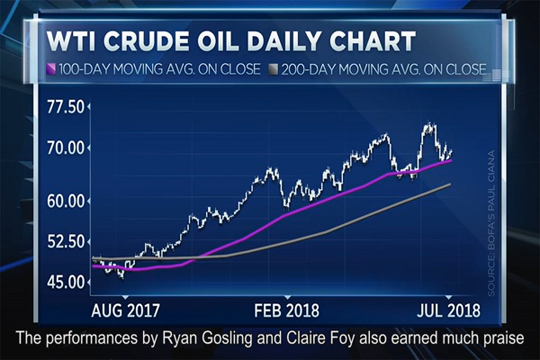 WTI CRUDE OIL DAILY CHART
100-DAY MOVING AVG. ON CLOSE 200-DAY MOVING AVG. ON CLOSE
77.50
70.00
60.00
52.50
45.00
AUG 2017 FEB 2018 JUL 2018
SOURCE: BOFA'S PAUL CIANA
The performances by Ryan Gosling and Claire Foy also earned much praise